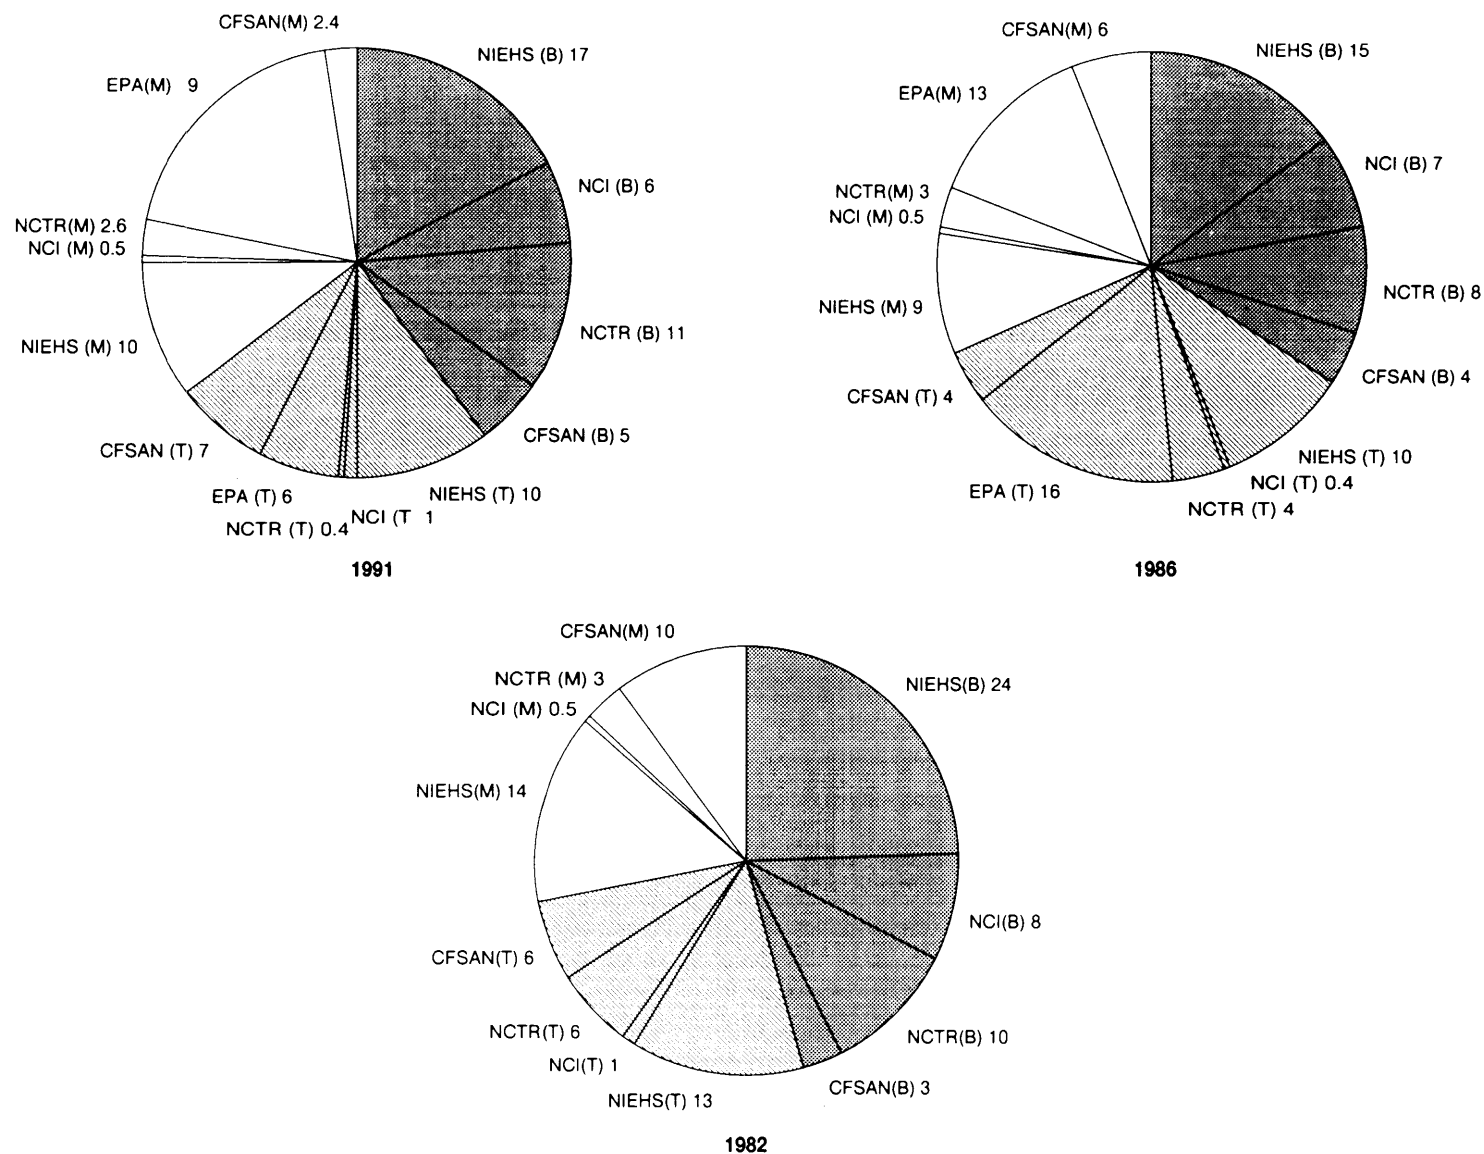 CFSAN(M) 2.4
NIEHS (B) 17
EPA(M) 9
NCI (B) 6
NCTR(M) 2.6
NCI (M) 0.5
NCTR (B) 11
NIEHS (M) 10
CFSAN (B) 5
CFSAN (T) 7
NIEHS (T) 10
EPA (T) 6
NCI (T 1
NCTR (T) 0.4
1991
CFSAN(M) 6
NIEHS (B) 15
EPA(M) 13
NCI (B) 7
NCTR(M) 3
NCI (M) 0.5
NCTR (B) 8
NIEHS (M) 9
CFSAN (B) 4
CFSAN (T) 4
NIEHS (T) 10
NCI (T) 0.4
EPA (T) 16
NCTR (T) 4
1986
CFSAN(M) 10
NCTR (M) 3
NIEHS(B) 24
NCI (M) 0.5
NIEHS(M) 14
NCI(B) 8
CFSAN(T) 6
NCTR(T) 6
NCTR(B) 10
NCI(T) 1
CFSAN(B) 3
NIEHS(T) 13
1982